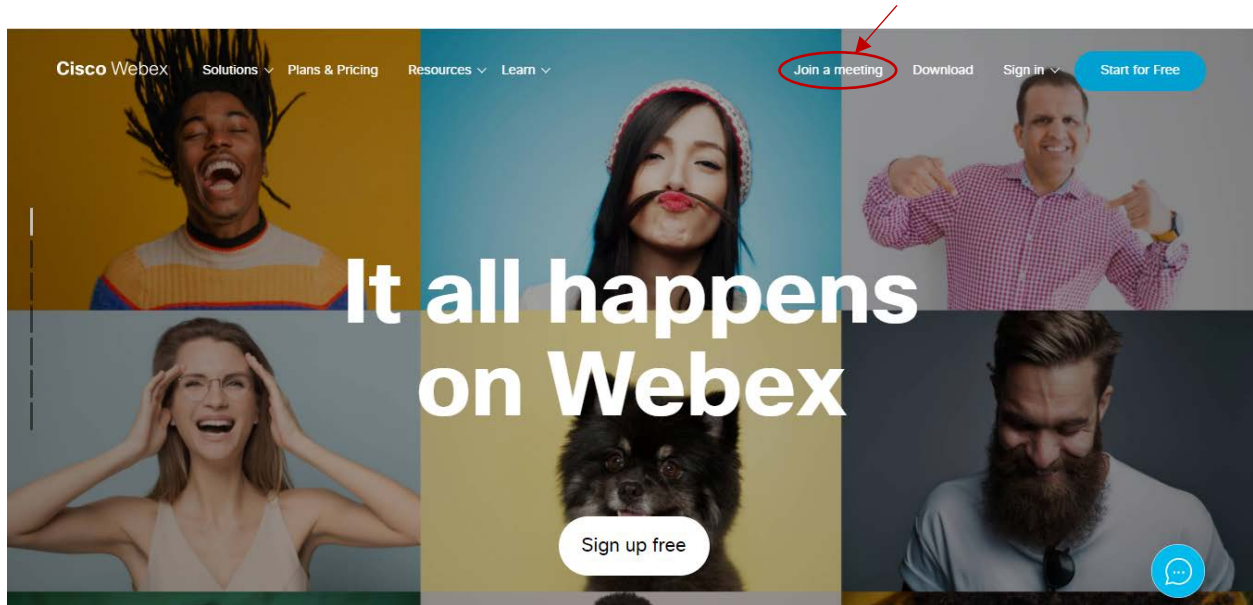 Cisco Webex Solutions Plans & Pricing Resources Learn Join a meeting Download Sign in Start for Free
It all happens
on Webex
Sign up free